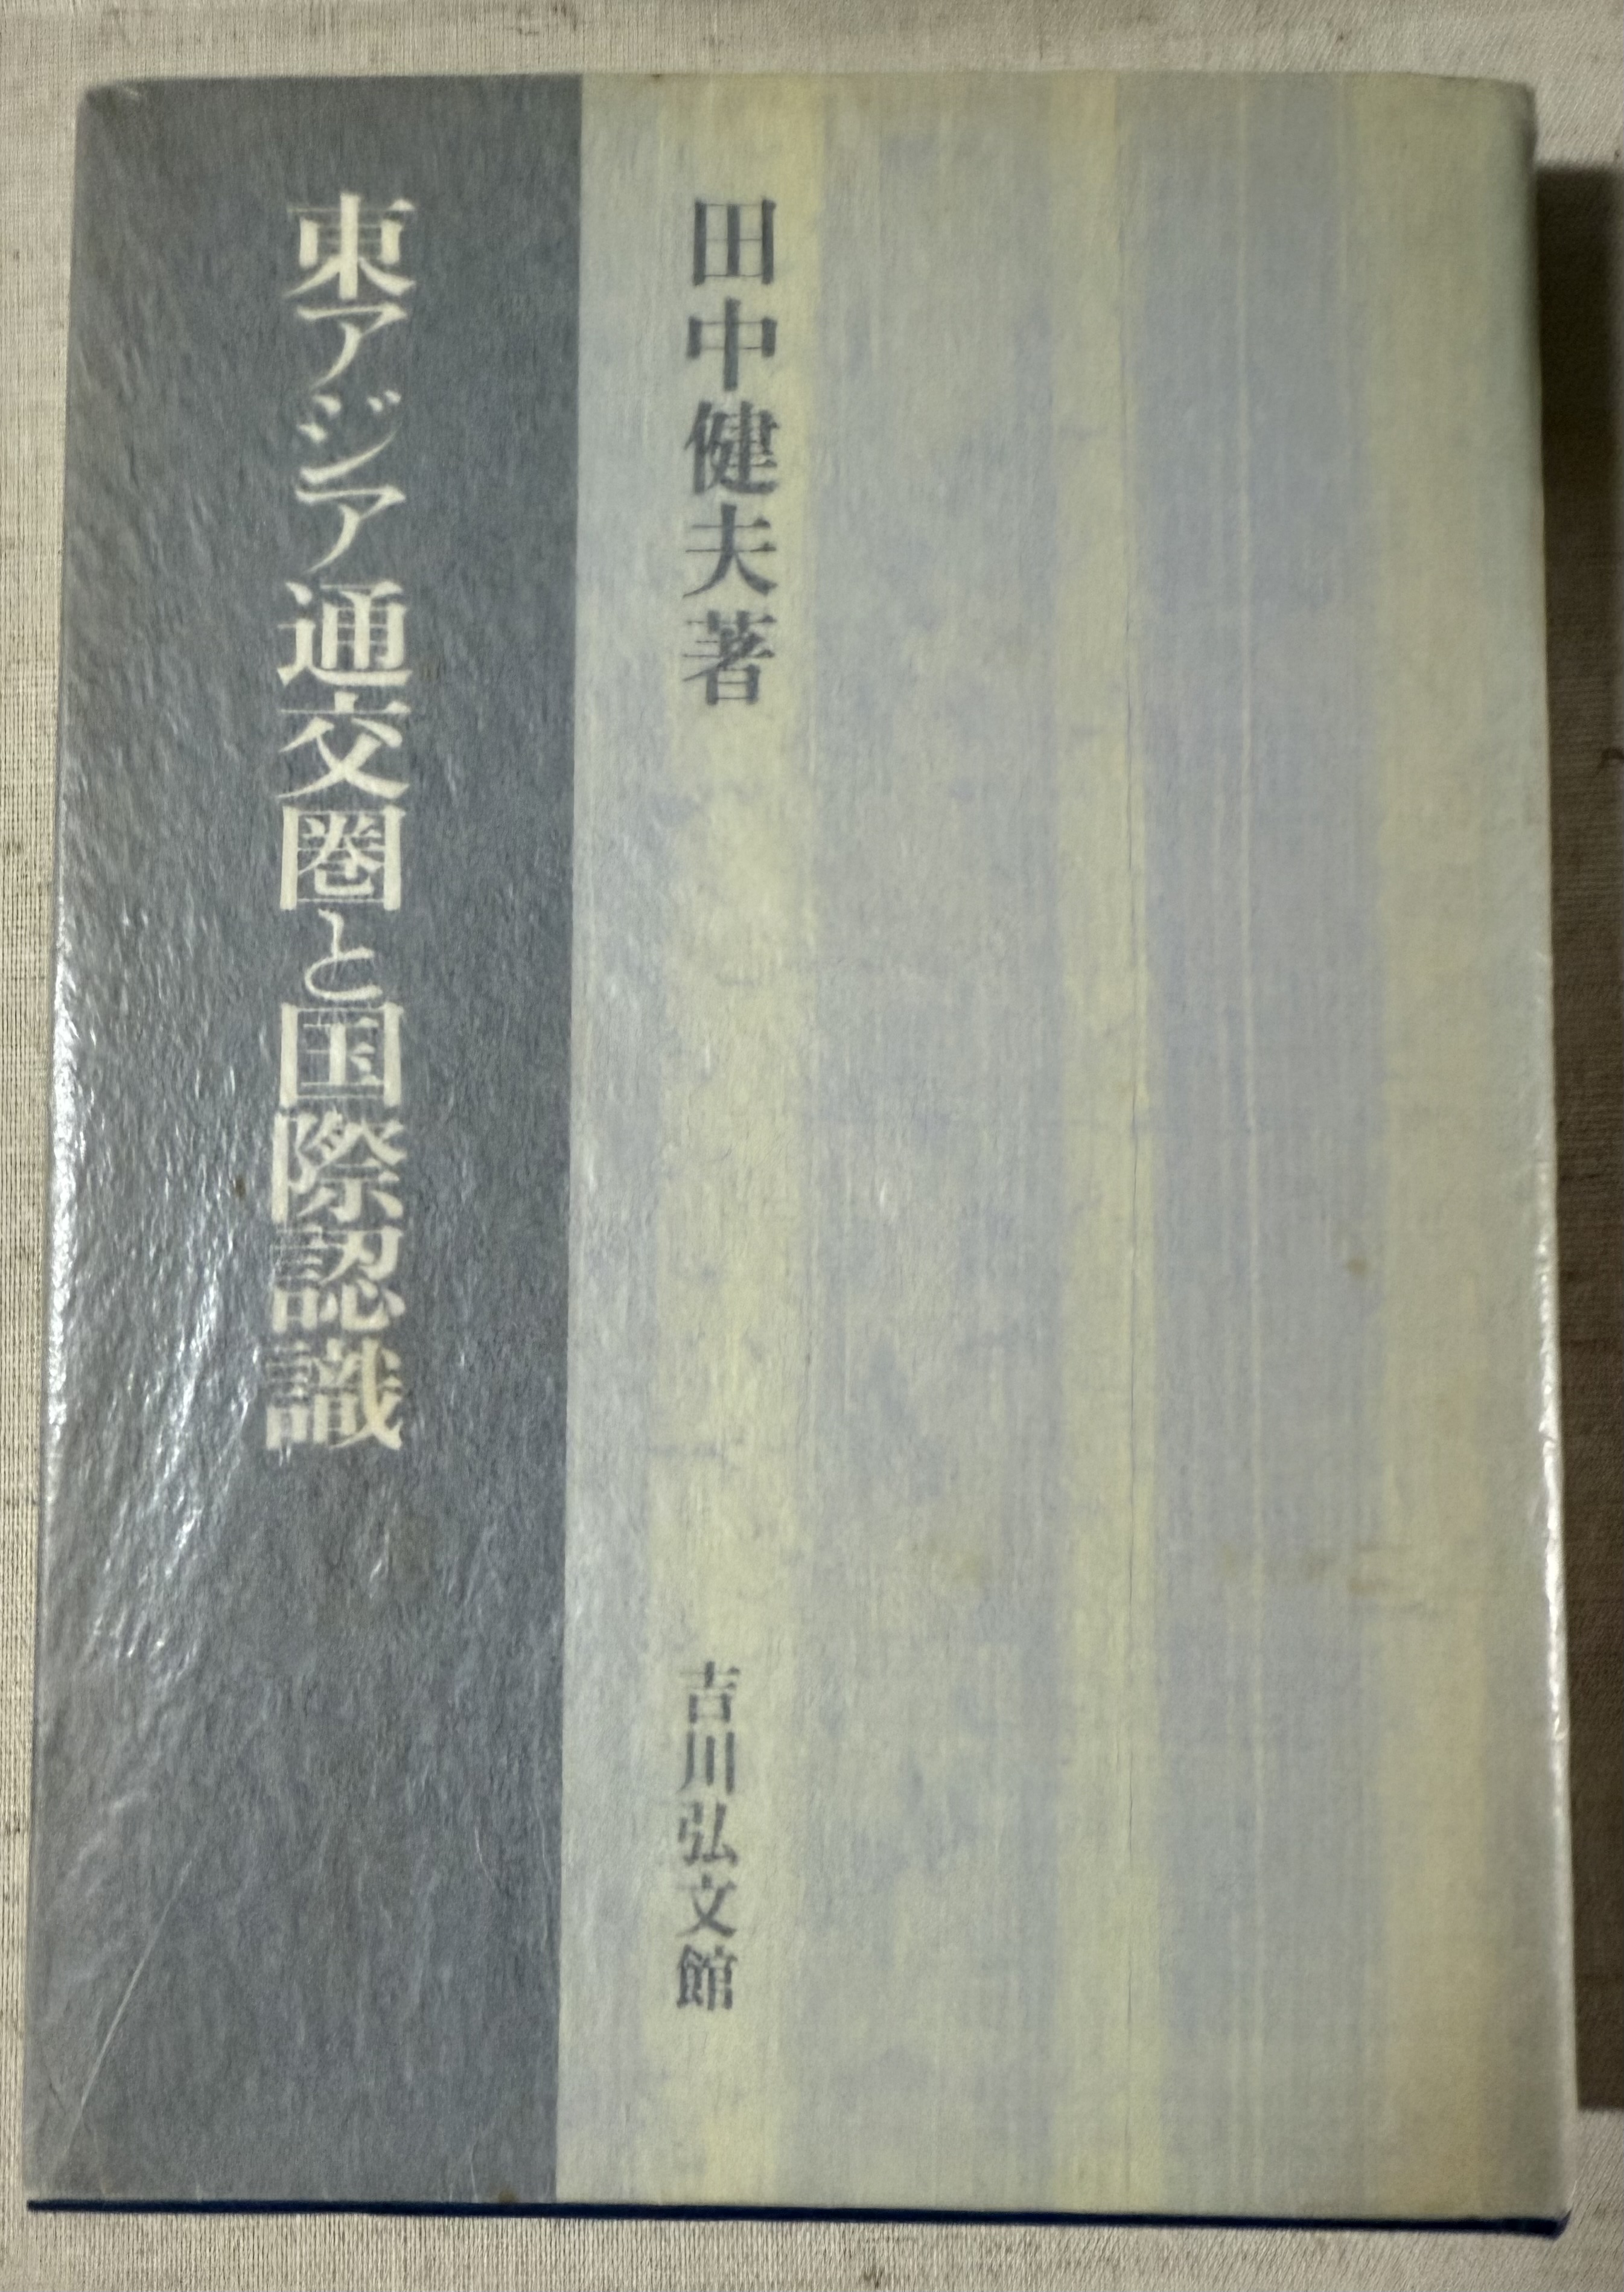 東アジア通交圏と国際認識
田中健夫著
吉川弘文館